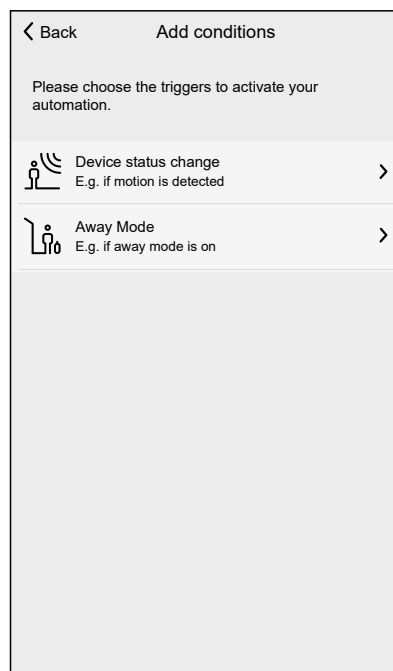 Back
Add conditions
Please choose the triggers to activate your
automation.
Device status change
E.g. if motion is detected
Away Mode
E.g. if away mode is on